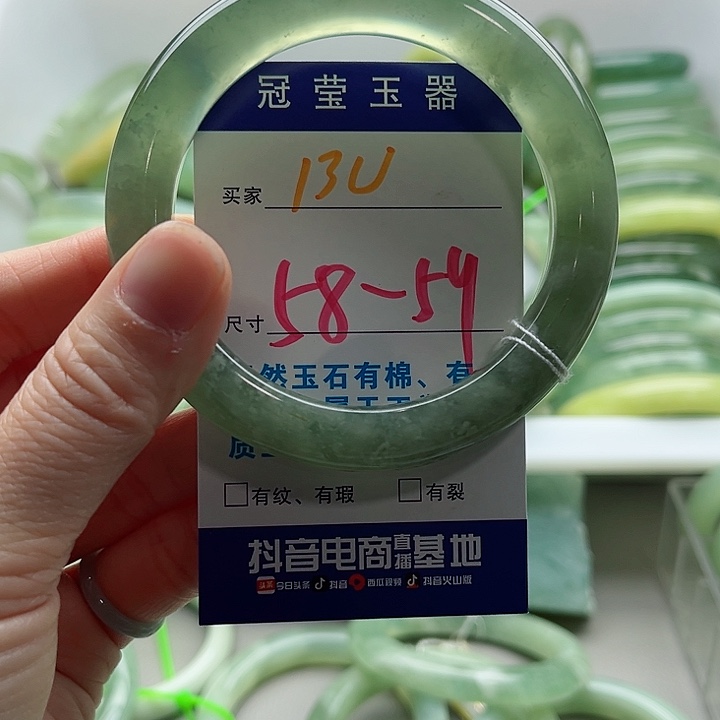 冠莹玉器
买家 13U
尺寸 58-54
然玉石有棉、有
质
□有纹、有瑕 □有裂
抖音电商直播基地
头条 今日头条 抖音 西瓜视频 抖音火山版